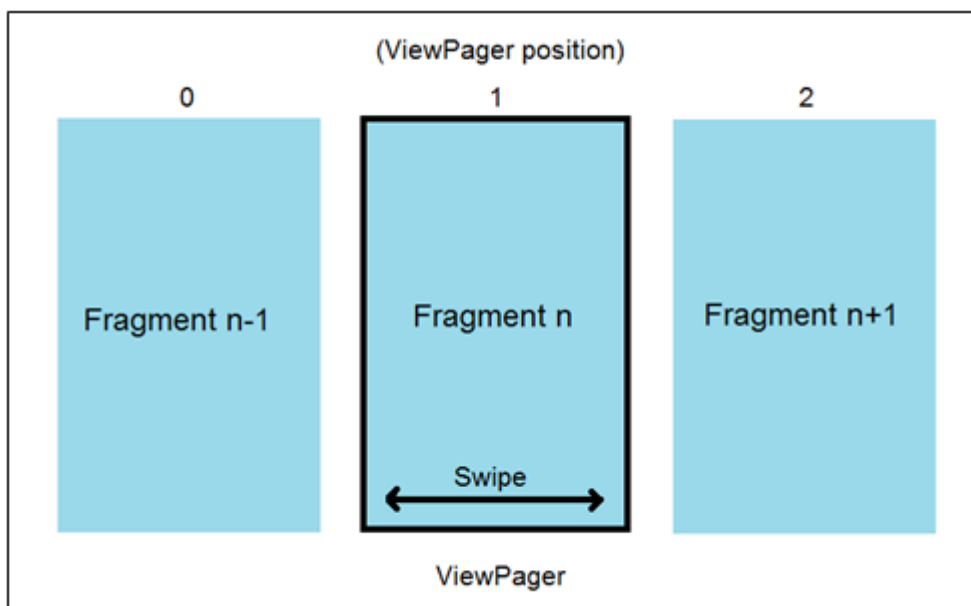 (ViewPager position)
0 1 2
Fragment n-1 Fragment n Fragment n+1
Swipe
ViewPager